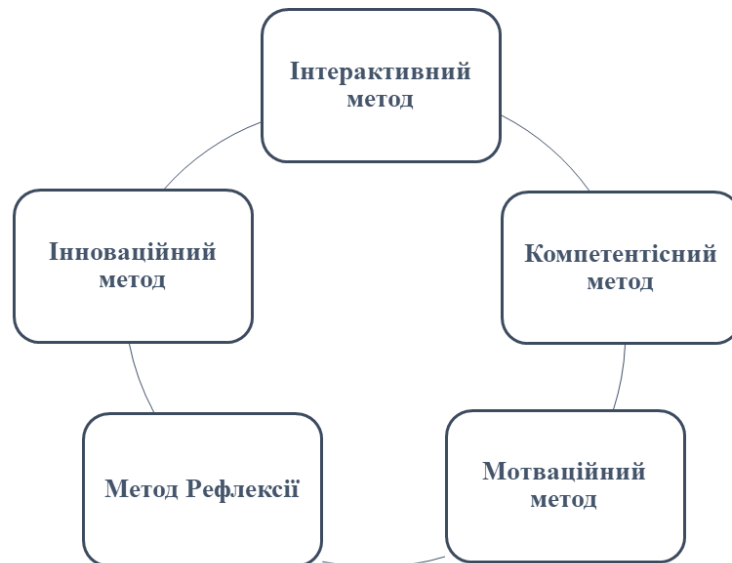 Інтерактивний
метод
Інноваційний
метод
Компетентісний
метод
Метод Рефлексії
Мотваційний
метод